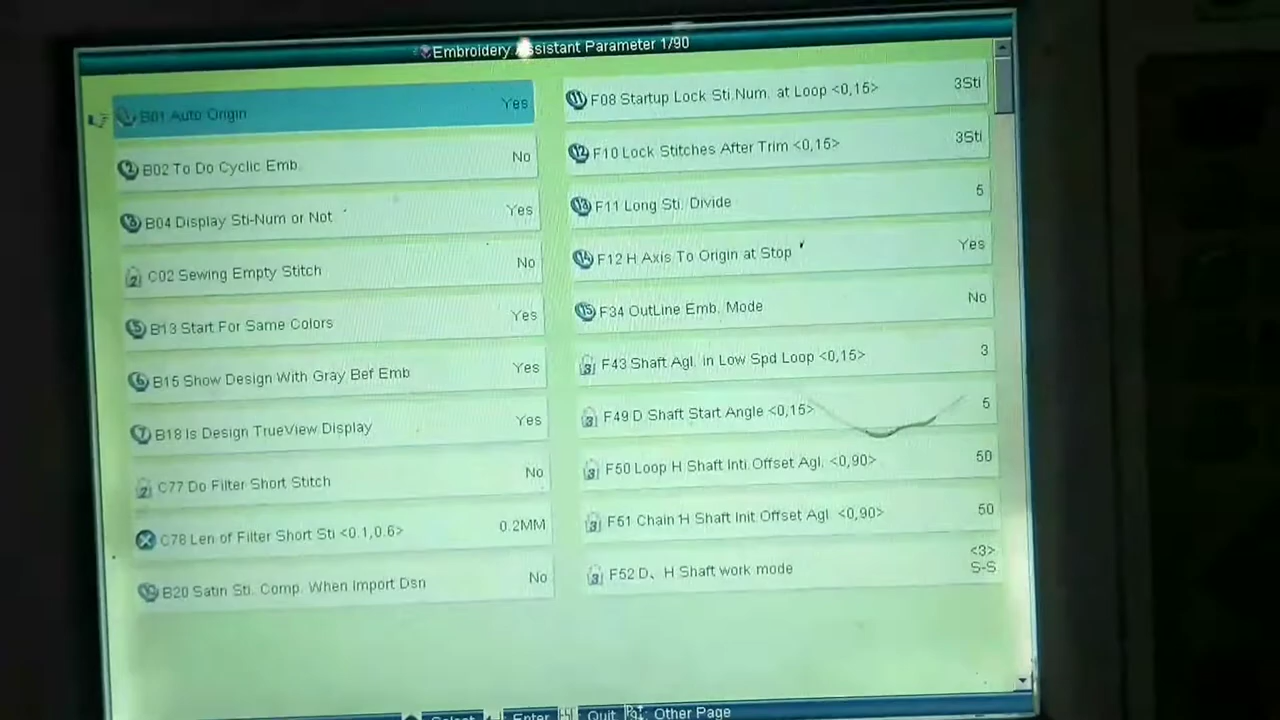 Embroidery Assistant Parameter 1/90
B01 Auto Origin Yes
B02 To Do Cyclic Emb. No
B04 Display Sti-Num or Not Yes
C02 Sewing Empty Stitch No
B13 Start For Same Colors Yes
B15 Show Design With Gray Bef Emb Yes
B18 Is Design TrueView Display Yes
C77 Do Filter Short Stitch No
C78 Len of Filter Short Sti <0.1,0.6> 0.2MM
B20 Satin Sti. Comp. When Import Dsn No
F08 Startup Lock Sti.Num. at Loop <0,15> 3Sti
F10 Lock Stitches After Trim <0,15> 3Sti
F11 Long Sti. Divide 5
F12 H Axis To Origin at Stop Yes
F34 OutLine Emb. Mode No
F43 Shaft Agl. in Low Spd Loop <0,15> 3
F49 D Shaft Start Angle <0,15> 5
F50 Loop H Shaft Inti.Offset Agl. <0,90> 50
F51 Chain H Shaft Init.Offset Agl. <0,90> 50
F52 D、H Shaft work mode <3>
S-S
Select Enter Quit Other Page